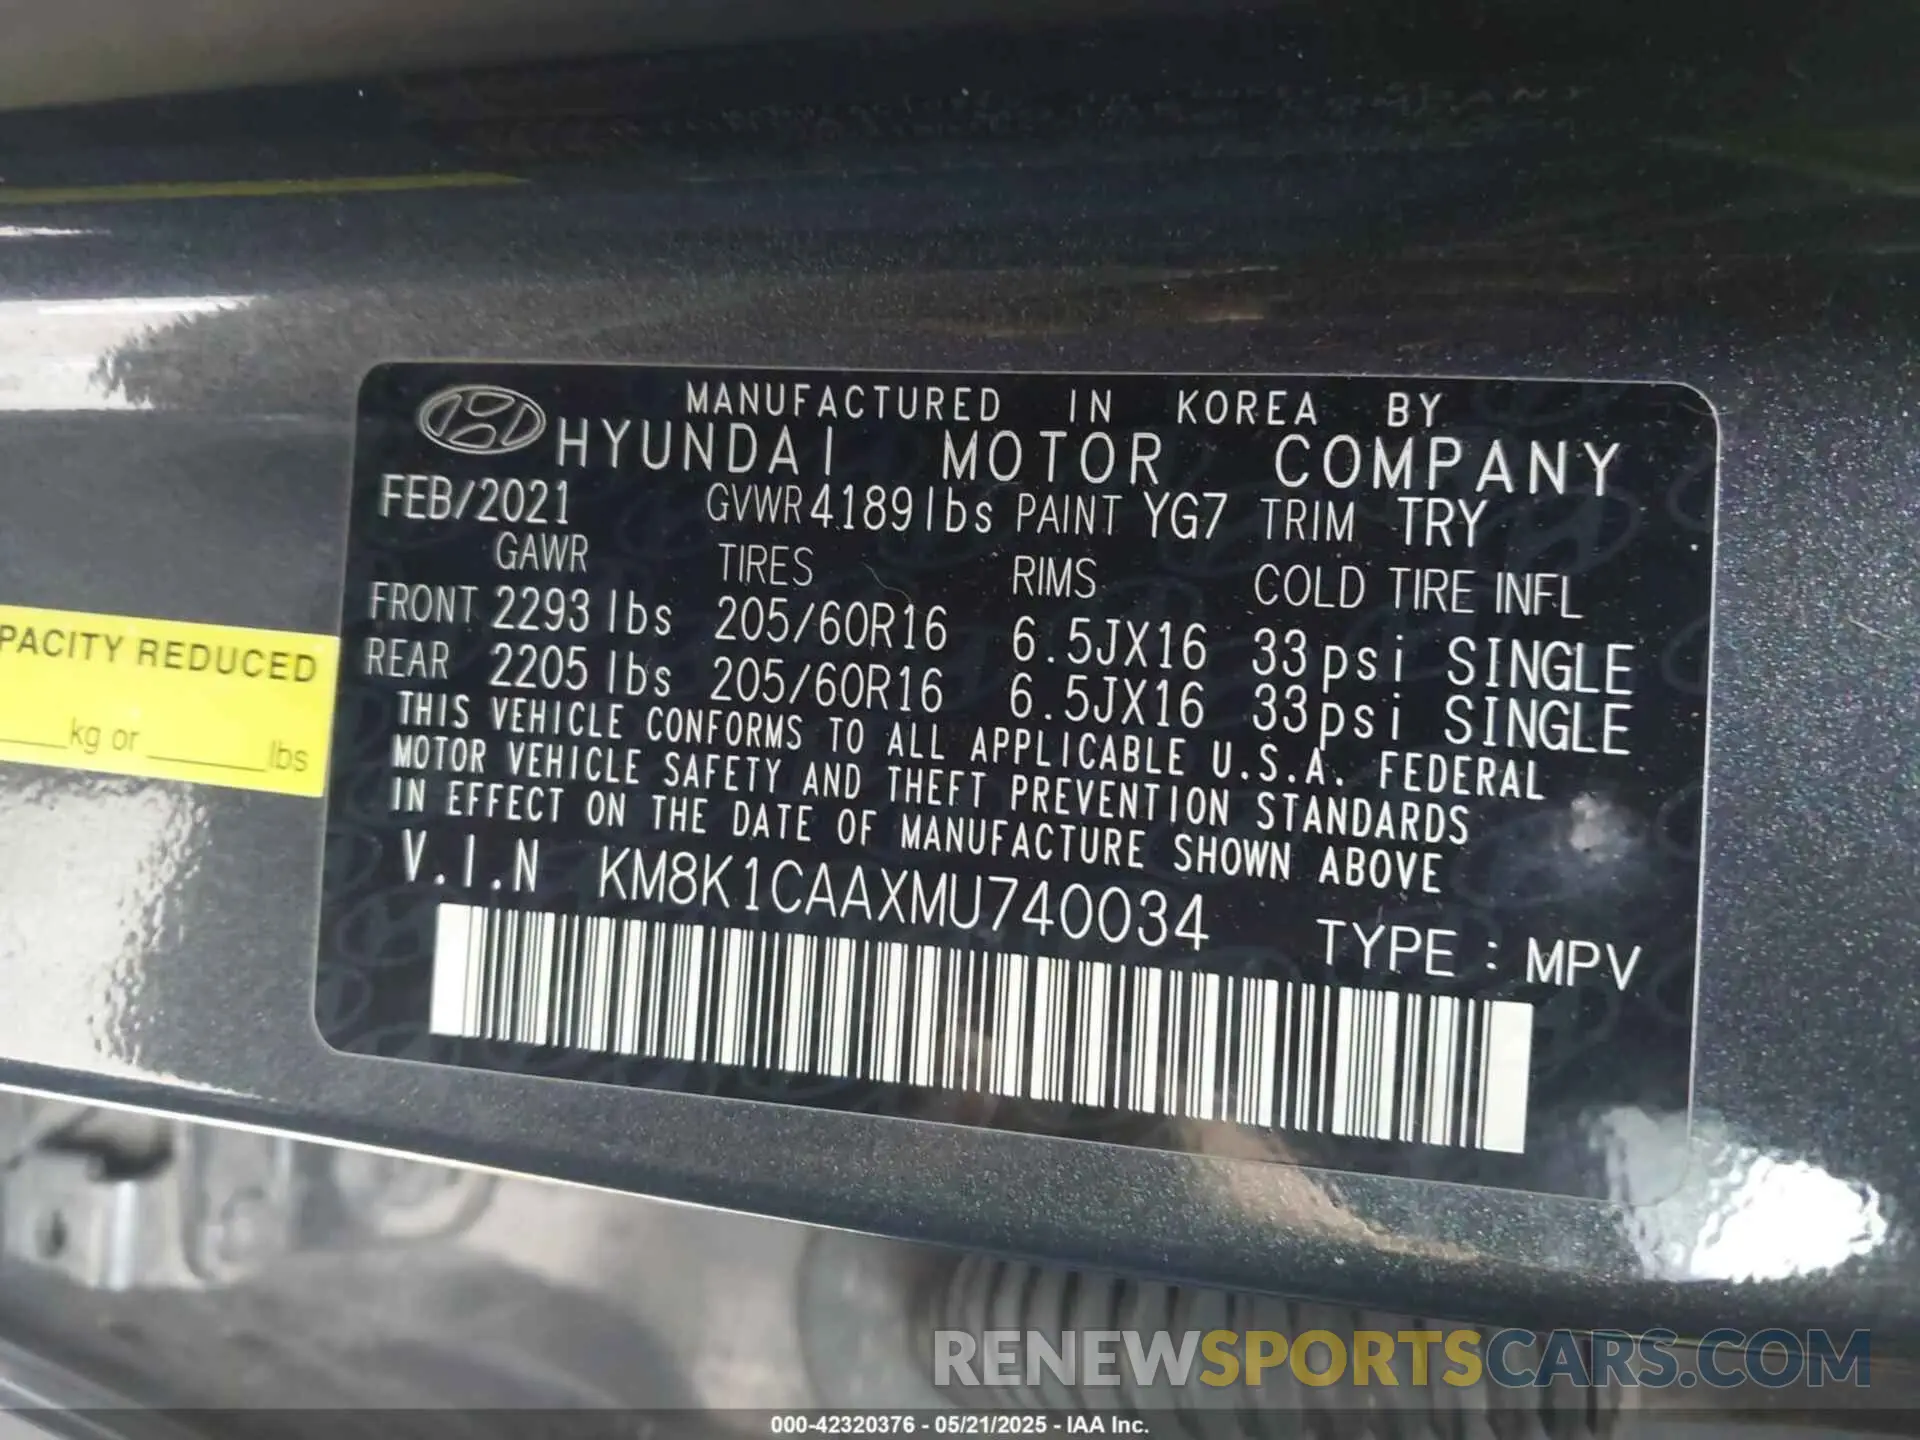 MANUFACTURED IN KOREA BY
HYUNDAI MOTOR COMPANY
FEB/2021 GVWR 4189lbs PAINT YG7 TRIM TRY
GAWR TIRES RIMS COLD TIRE INFL
FRONT 2293 lbs 205/60R16 6.5JX16 33psi SINGLE
REAR 2205 lbs 205/60R16 6.5JX16 33psi SINGLE
THIS VEHICLE CONFORMS TO ALL APPLICABLE U.S.A. FEDERAL
MOTOR VEHICLE SAFETY AND THEFT PREVENTION STANDARDS
IN EFFECT ON THE DATE OF MANUFACTURE SHOWN ABOVE
V.I.N KM8K1CAAXMU740034
TYPE : MPV
PACITY REDUCED
____kg or ________lbs
RENEWSPORTSCARS.COM
000-42320376 - 05/21/2025 - IAA Inc.